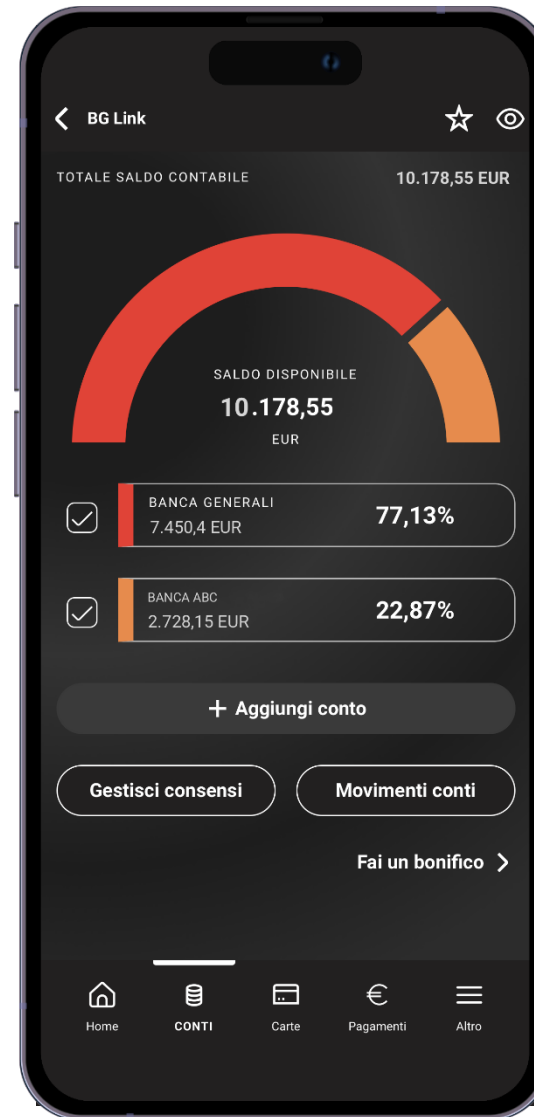 BG Link
TOTALE SALDO CONTABILE 10.178,55 EUR
SALDO DISPONIBILE
10.178,55
EUR
BANCA GENERALI
7.450,4 EUR
77,13%
BANCA ABC
2.728,15 EUR
22,87%
+ Aggiungi conto
Gestisci consensi Movimenti conti
Fai un bonifico
Home CONTI Carte Pagamenti Altro